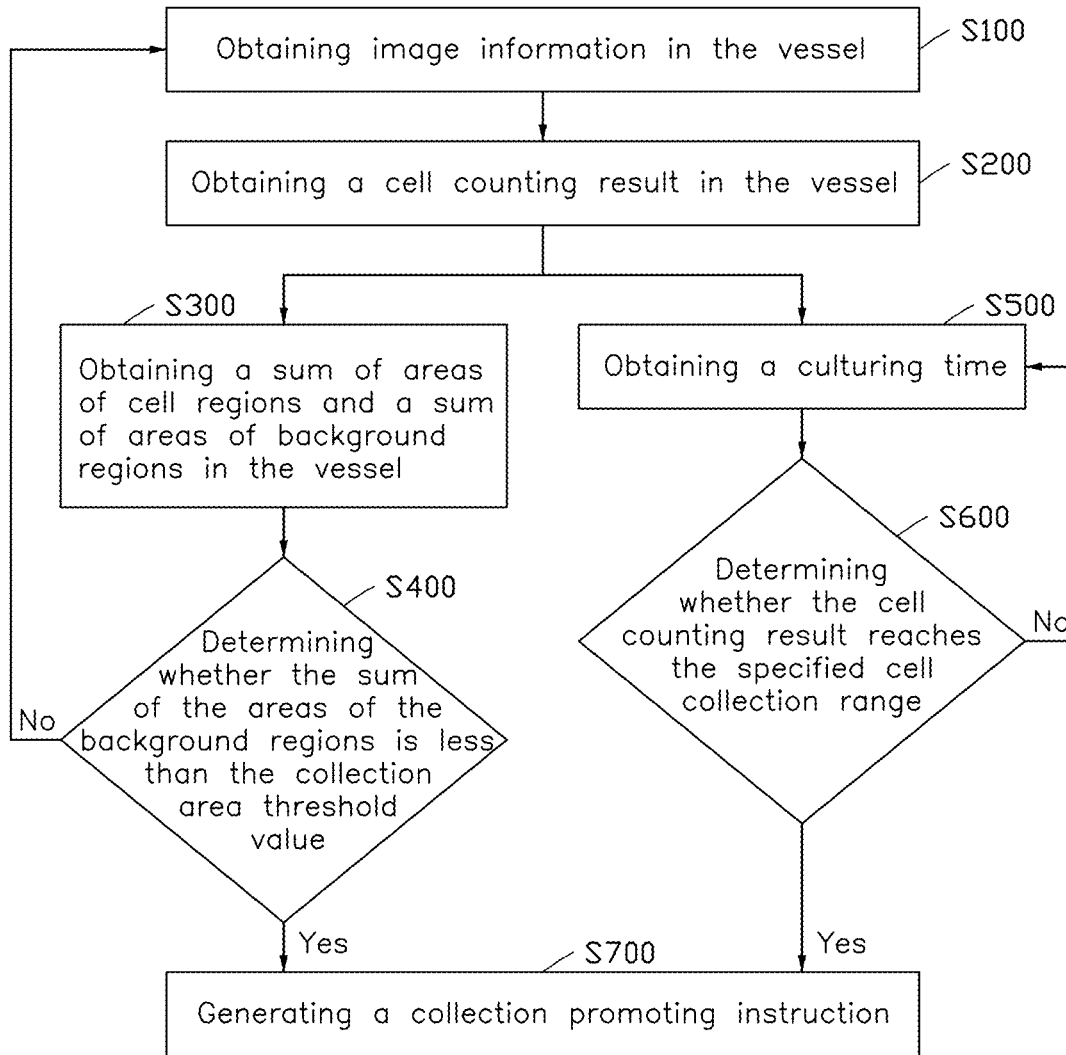 Obtaining image information in the vessel
S100
Obtaining a cell counting result in the vessel
S200
S300
Obtaining a sum of areas
of cell regions and a sum
of areas of background
regions in the vessel
S500
Obtaining a culturing time
S400
Determining
whether the sum
of the areas of the
background regions is less
than the collection
area threshold
value
No
Yes
S600
Determining
whether the cell
counting result reaches
the specified cell
collection range
No
Yes
S700
Generating a collection promoting instruction